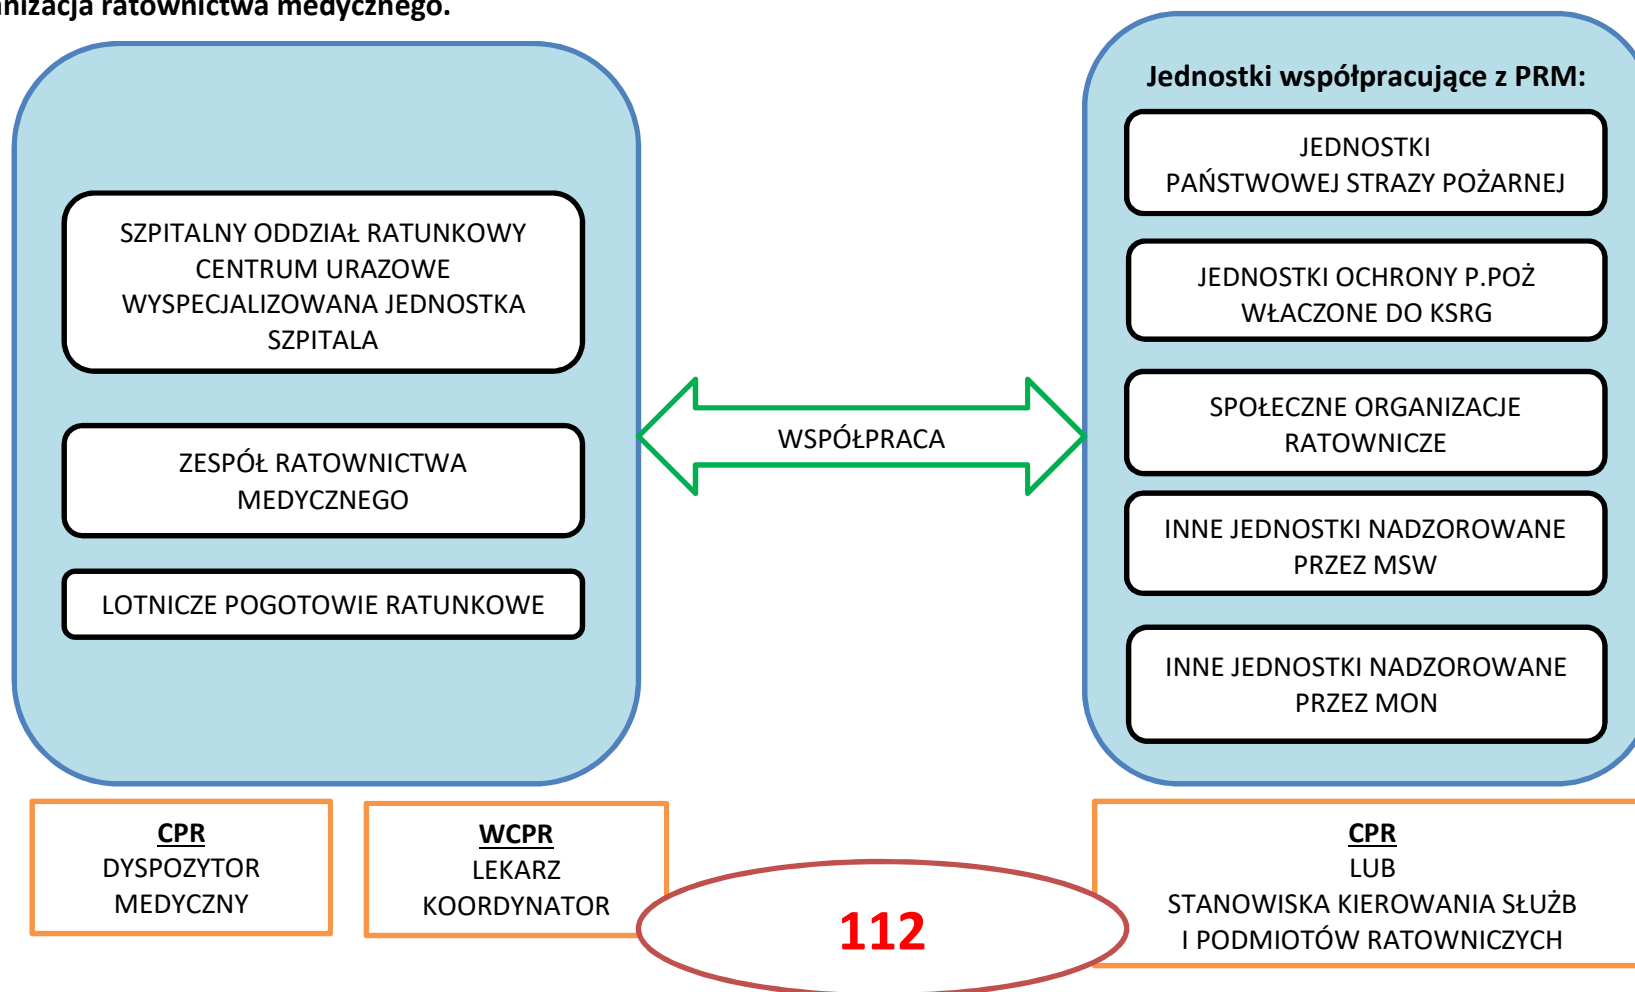 nizacja ratownictwa medycznego.
SZPITALNY ODDZIAŁ RATUNKOWY
CENTRUM URAZOWE
WYSPECJALIZOWANA JEDNOSTKA
SZPITALA
ZESPÓŁ RATOWNICTWA
MEDYCZNEGO
LOTNICZE POGOTOWIE RATUNKOWE
WSPÓŁPRACA
Jednostki współpracujące z PRM:
JEDNOSTKI
PAŃSTWOWEJ STRAZY POŻARNEJ
JEDNOSTKI OCHRONY P.POŻ
WŁACZONE DO KSRG
SPOŁECZNE ORGANIZACJE
RATOWNICZE
INNE JEDNOSTKI NADZOROWANE
PRZEZ MSW
INNE JEDNOSTKI NADZOROWANE
PRZEZ MON
CPR
DYSPOZYTOR
MEDYCZNY
WCPR
LEKARZ
KOORDYNATOR
112
CPR
LUB
STANOWISKA KIEROWANIA SŁUŻB
I PODMIOTÓW RATOWNICZYCH